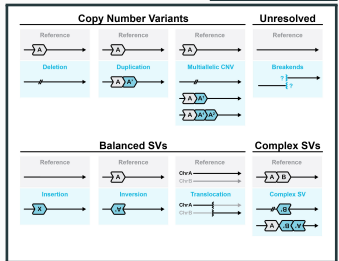 Copy Number Variants
Unresolved
Reference
Reference
Reference
Reference
A
A
A
Deletion
Duplication
Multiallelic CNV
Breakends
A
A'
A
A'
A
A'
A²
?
?
Balanced SVs
Complex SVs
Reference
Reference
Reference
Reference
A
ChrA
ChrB
A
B
Insertion
Inversion
Translocation
Complex SV
X
A'
ChrA
ChrB
B'
A
B'
A'